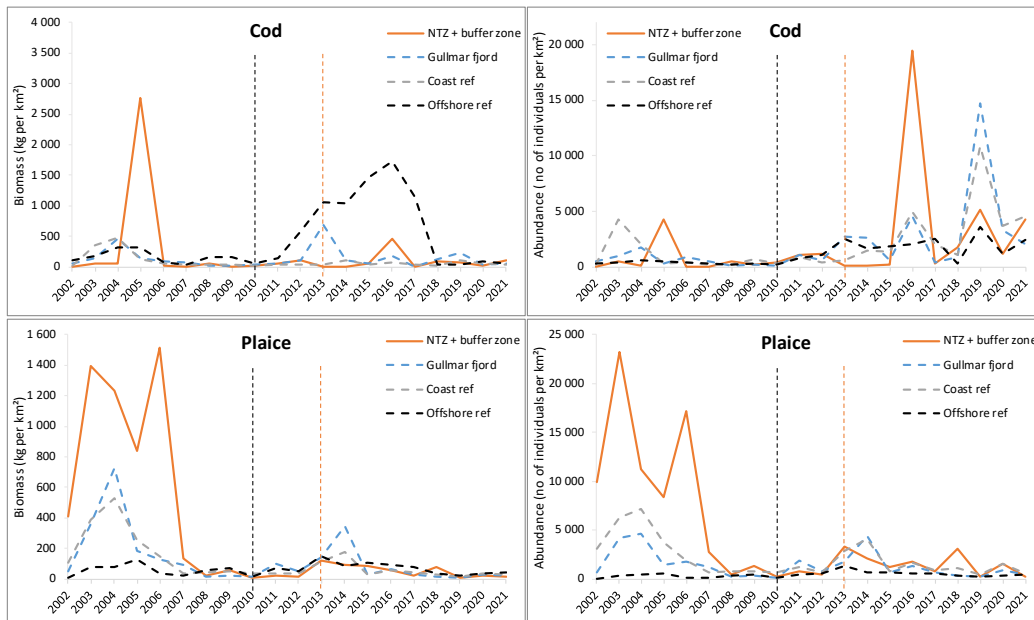 Cod
Biomass (kg per km²)
4 000
3 500
3 000
2 500
2 000
1 500
1 000
500
0
NTZ + buffer zone
Gullmar fjord
Coast ref
Offshore ref
2002 2003 2004 2005 2006 2007 2008 2009 2010 2011 2012 2013 2014 2015 2016 2017 2018 2019 2020 2021
Cod
Abundance ( no of individuals per km²)
20 000
15 000
10 000
5 000
0
NTZ + buffer zone
Gullmar fjord
Coast ref
Offshore ref
2002 2003 2004 2005 2006 2007 2008 2009 2010 2011 2012 2013 2014 2015 2016 2017 2018 2019 2020 2021
Plaice
Biomass (kg per km²)
1 600
1 400
1 200
1 000
800
600
400
200
0
NTZ + buffer zone
Gullmar fjord
Coast ref
Offshore ref
2002 2003 2004 2005 2006 2007 2008 2009 2010 2011 2012 2013 2014 2015 2016 2017 2018 2019 2020 2021
Plaice
Abundance (no of individuals per km²)
25 000
20 000
15 000
10 000
5 000
0
NTZ + buffer zone
Gullmar fjord
Coast ref
Offshore ref
2002 2003 2004 2005 2006 2007 2008 2009 2010 2011 2012 2013 2014 2015 2016 2017 2018 2019 2020 2021